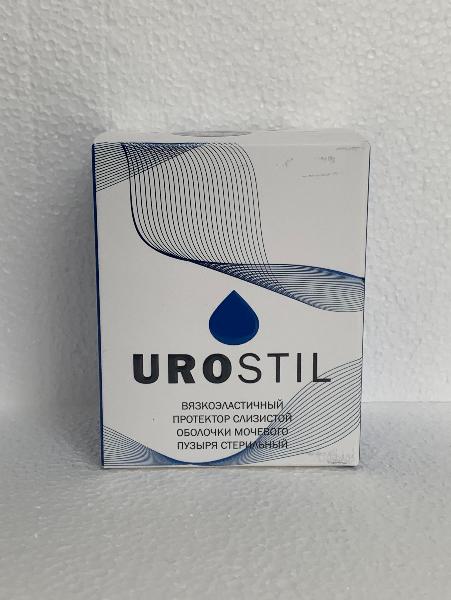 UROSTIL
ВЯЗКОЭЛАСТИЧНЫЙ
ПРОТЕКТОР СЛИЗИСТОЙ
ОБОЛОЧКИ МОЧЕВОГО
ПУЗЫРЯ СТЕРИЛЬНЫЙ